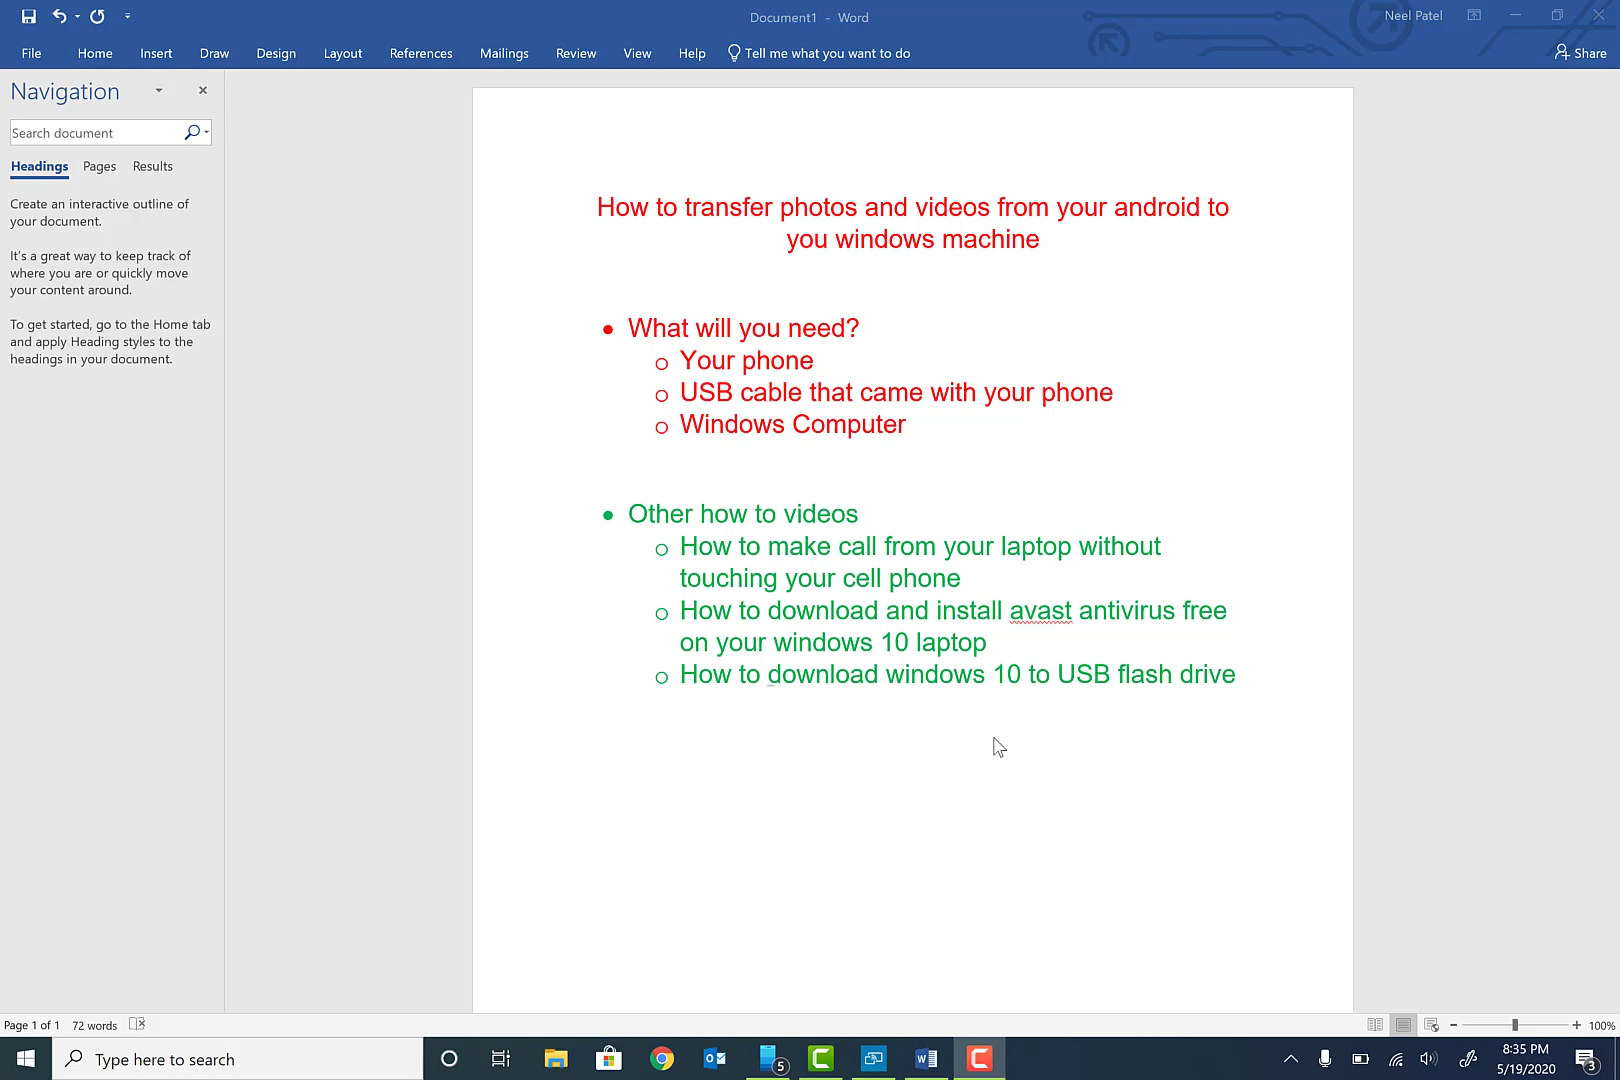 Document1 - Word
Neel Patel
File Home Insert Draw Design Layout References Mailings Review View Help Tell me what you want to do Share
Navigation
Search document
Headings Pages Results
Create an interactive outline of
your document.
It's a great way to keep track of
where you are or quickly move
your content around.
To get started, go to the Home tab
and apply Heading styles to the
headings in your document.
How to transfer photos and videos from your android to
you windows machine
• What will you need?
o Your phone
o USB cable that came with your phone
o Windows Computer
• Other how to videos
o How to make call from your laptop without
touching your cell phone
o How to download and install avast antivirus free
on your windows 10 laptop
o How to download windows 10 to USB flash drive
Page 1 of 1 72 words
100%
Type here to search
5
8:35 PM
5/19/2020
3